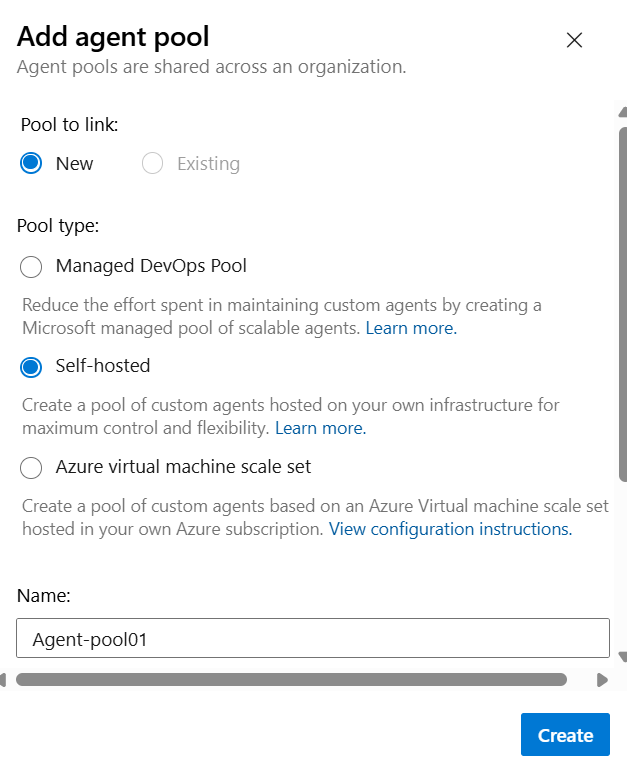 Add agent pool
Agent pools are shared across an organization.
Pool to link:
New Existing
Pool type:
Managed DevOps Pool
Reduce the effort spent in maintaining custom agents by creating a
Microsoft managed pool of scalable agents. Learn more.
Self-hosted
Create a pool of custom agents hosted on your own infrastructure for
maximum control and flexibility. Learn more.
Azure virtual machine scale set
Create a pool of custom agents based on an Azure Virtual machine scale set
hosted in your own Azure subscription. View configuration instructions.
Name:
Agent-pool01
Create